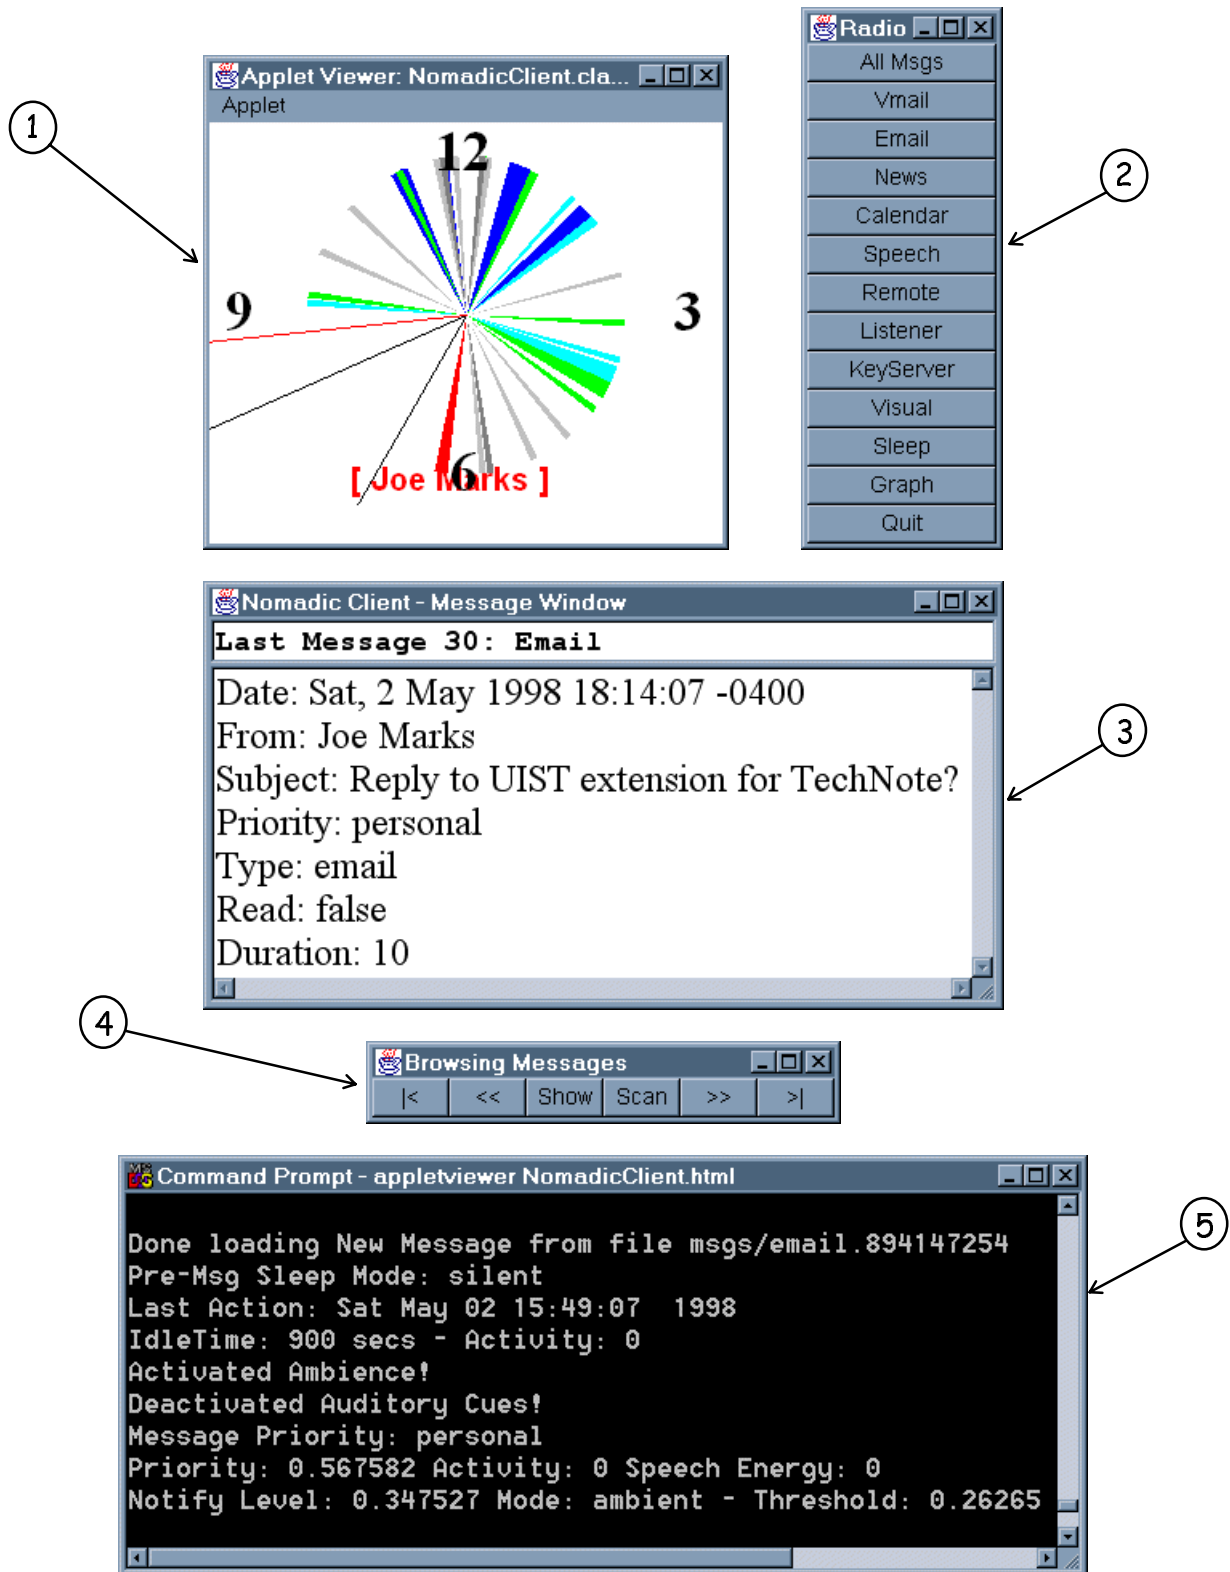 1
Applet Viewer: NomadicClient.cla...
Applet
12
9
3
6
[ Joe Marks ]
Radio
All Msgs
Vmail
Email
News
Calendar
Speech
Remote
Listener
KeyServer
Visual
Sleep
Graph
Quit
2
Nomadic Client - Message Window
Last Message 30: Email
Date: Sat, 2 May 1998 18:14:07 -0400
From: Joe Marks
Subject: Reply to UIST extension for TechNote?
Priority: personal
Type: email
Read: false
Duration: 10
3
4
Browsing Messages
|< << Show Scan >> >|
Command Prompt - appletviewer NomadicClient.html
Done loading New Message from file msgs/email.894147254
Pre-Msg Sleep Mode: silent
Last Action: Sat May 02 15:49:07  1998
IdleTime: 900 secs - Activity: 0
Activated Ambience!
Deactivated Auditory Cues!
Message Priority: personal
Priority: 0.567582 Activity: 0 Speech Energy: 0
Notify Level: 0.347527 Mode: ambient - Threshold: 0.26265
5